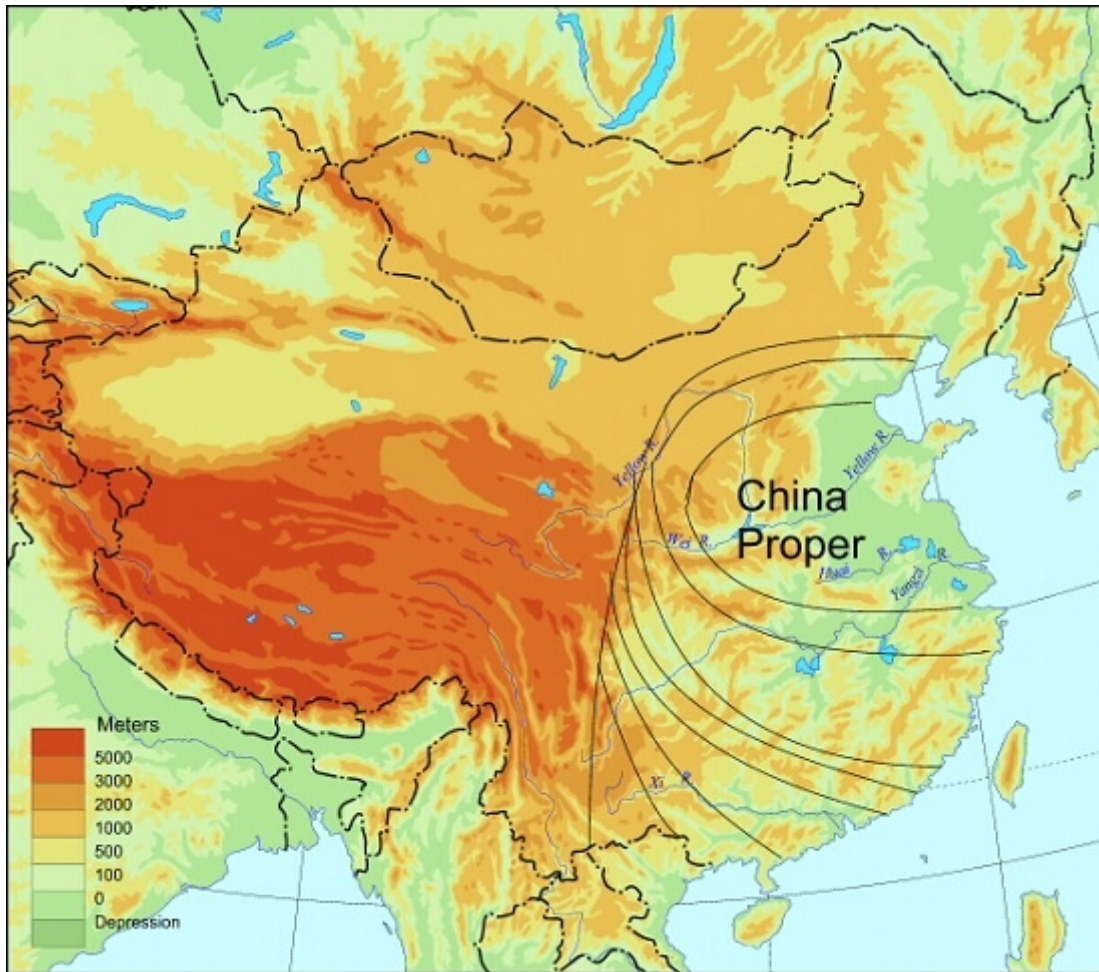 Yellow R.
Yellow R.
China
Proper
Wei R.
Huai R.
Yangzi R.
Xi R.
Meters
5000
3000
2000
1000
500
100
0
Depression